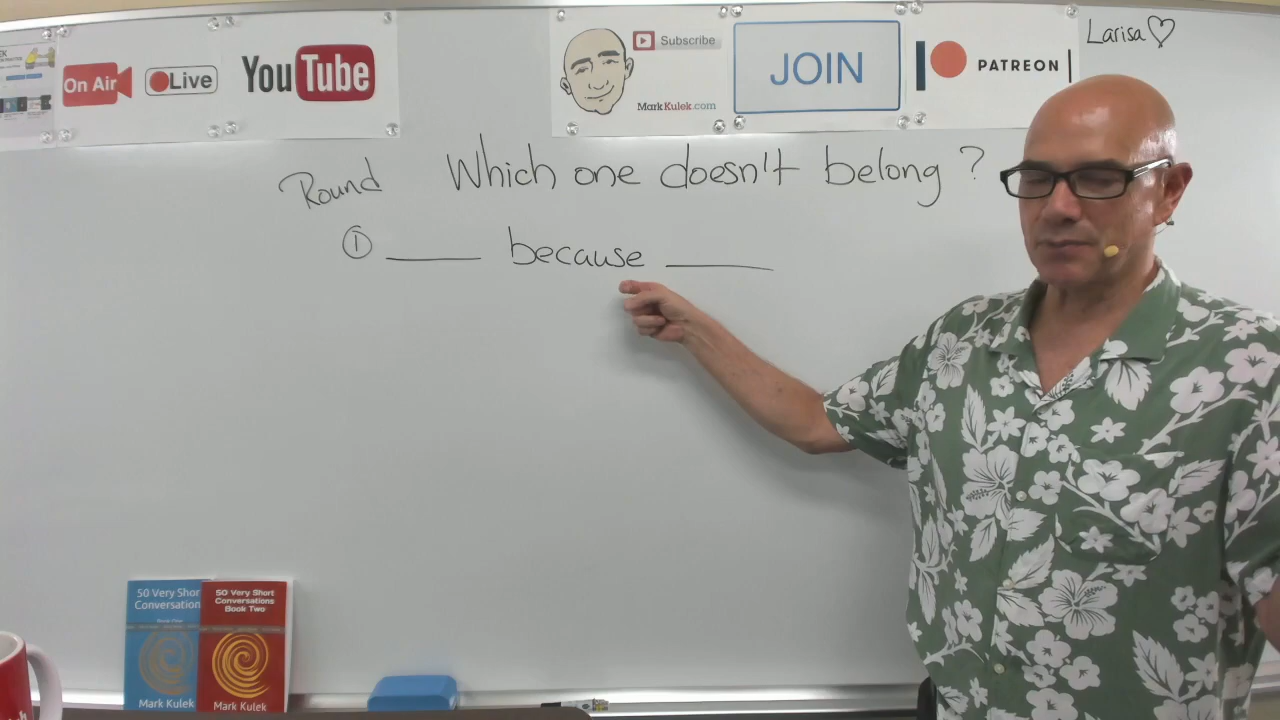 On Air
Live
YouTube
Subscribe
MarkKulek.com
JOIN
PATREON
Larisa♡
Round Which one doesn't belong?
① ____ because ____
50 Very Shor
Conversation
50 Very Short
Conversations
Book Two
Mark Kulek
Mark Kulek